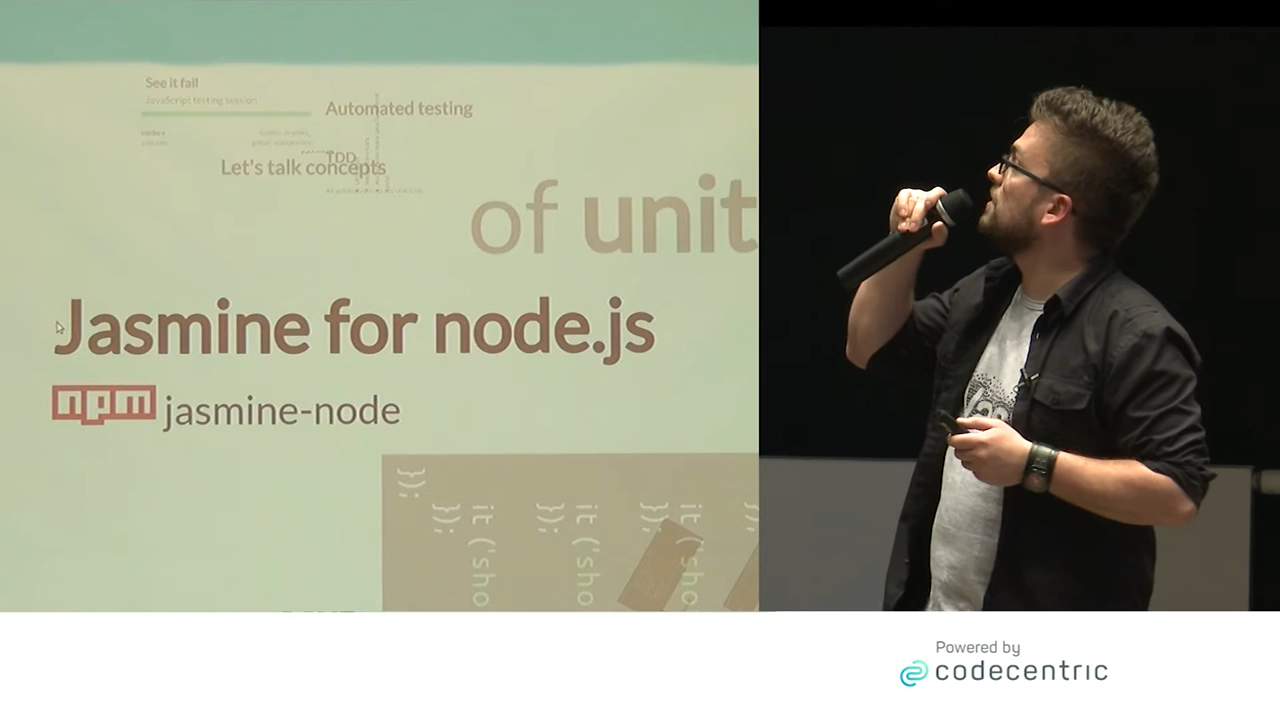 See it fail
JavaScript testing session
Automated testing
TDD
Let's talk concepts
of unit
Jasmine for node.js
npm jasmine-node
});
});
it ('sho
});
it ('sho
});
it ('sho
Powered by
codecentric